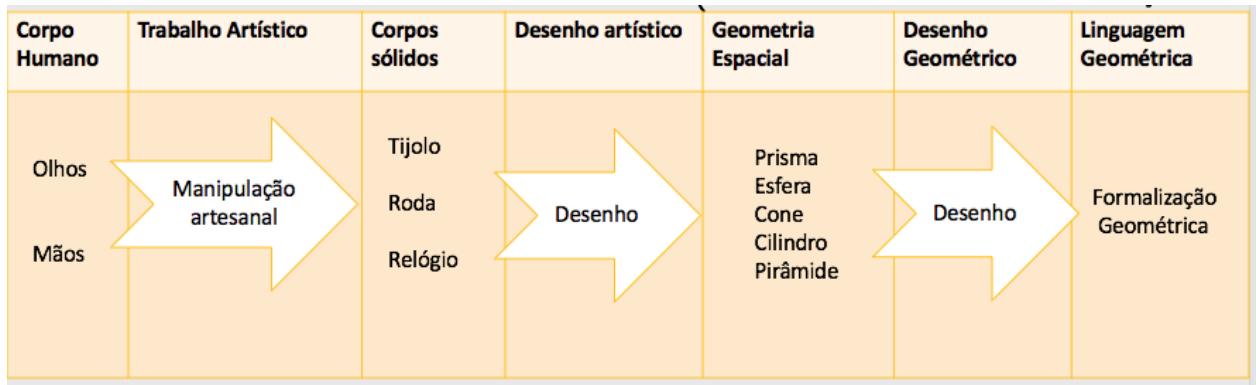 Corpo
Humano
Trabalho Artístico
Corpos
sólidos
Desenho artístico
Geometria
Espacial
Desenho
Geométrico
Linguagem
Geométrica
Olhos
Mãos
Manipulação
artesanal
Tijolo
Roda
Relógio
Desenho
Prisma
Esfera
Cone
Cilindro
Pirâmide
Desenho
Formalização
Geométrica